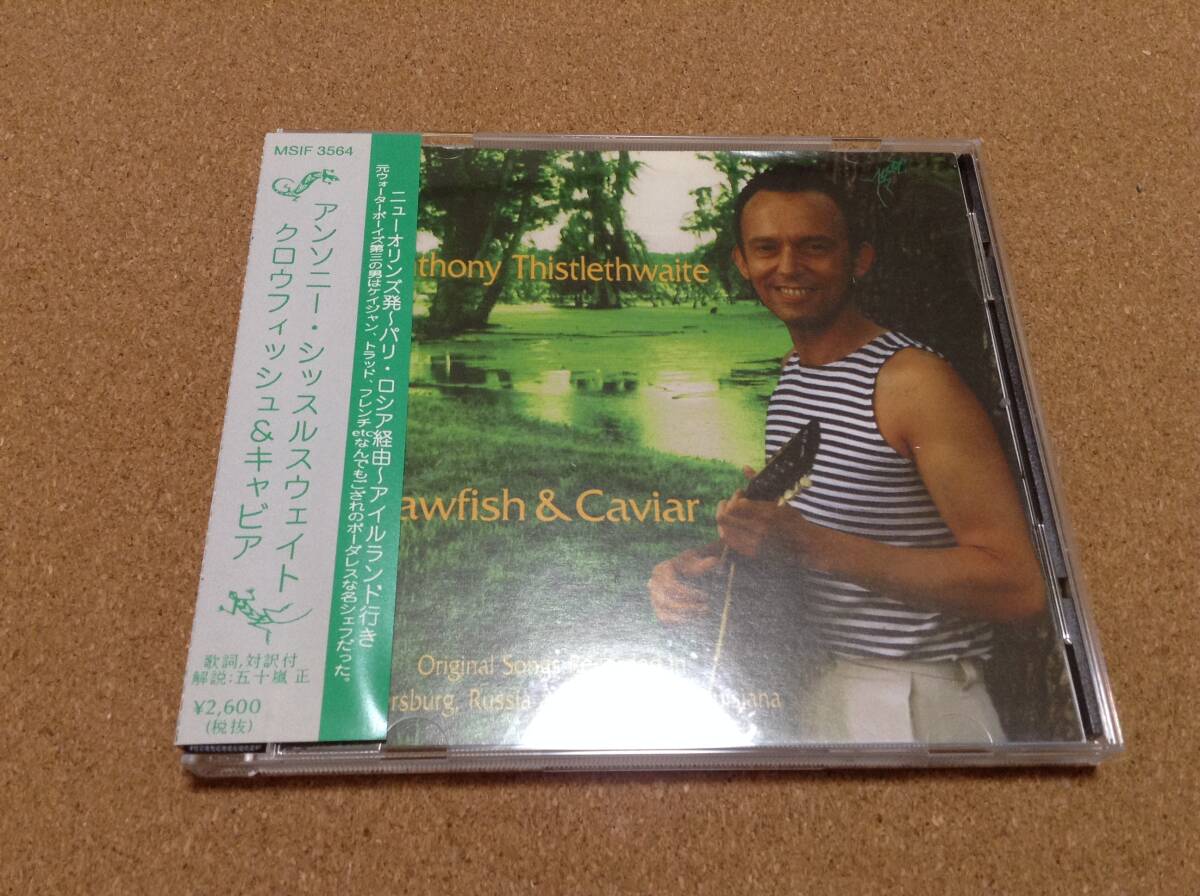 MSIF 3564
アンソニー・シッスルスウェイト
クロウフィッシュ&キャビア
歌詞,対訳付
解説:五十嵐 正
¥2,600
(税抜)
ニューオリンズ発〜パリ・ロシア経由〜アイルランド行き
元ウォーターボーイズ第三の男はケイジャン、トラッド、フレンチetcなんでもござれのボーダレスな名シェフだった。
thony Thistlethwaite
awfish & Caviar
Original Songs
rsburg, Russia